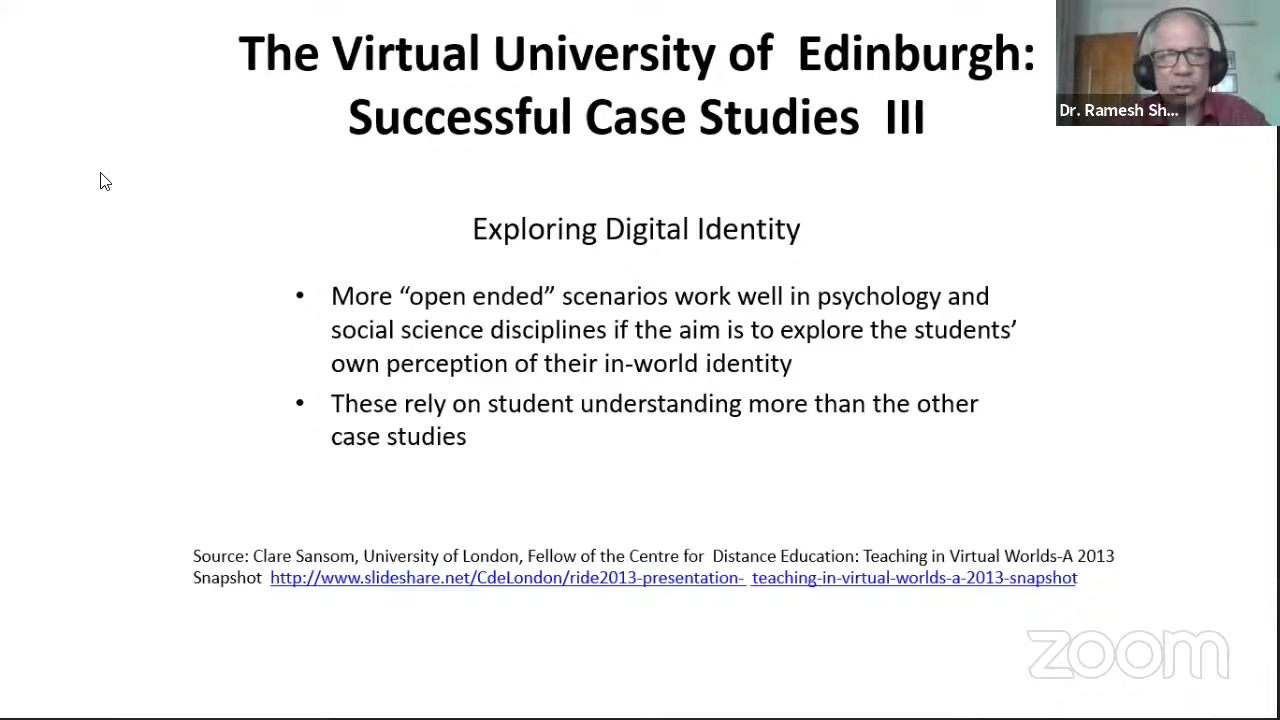 The Virtual University of Edinburgh:
Successful Case Studies III
Dr. Ramesh Sh...
Exploring Digital Identity
• More “open ended” scenarios work well in psychology and
social science disciplines if the aim is to explore the students’
own perception of their in-world identity
• These rely on student understanding more than the other
case studies
Source: Clare Sansom, University of London, Fellow of the Centre for Distance Education: Teaching in Virtual Worlds-A 2013
Snapshot http://www.slideshare.net/CdeLondon/ride2013-presentation- teaching-in-virtual-worlds-a-2013-snapshot
zoom